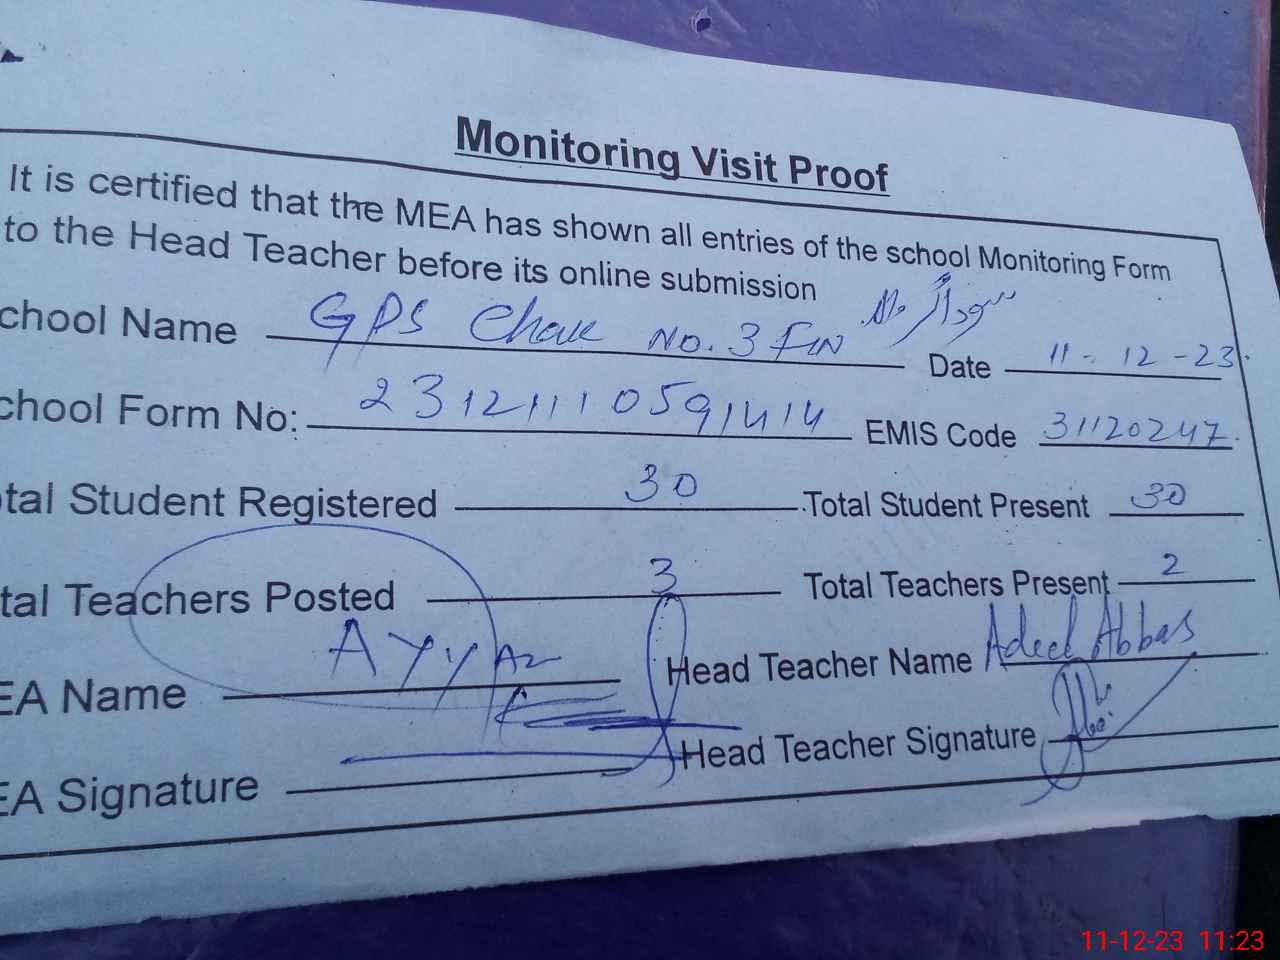 Monitoring Visit Proof
It is certified that the MEA has shown all entries of the school Monitoring Form
to the Head Teacher before its online submission
chool Name GPS Chak No. 3 FW Date 11-12-23
chool Form No: 23121110591414 EMIS Code 31120247
tal Student Registered 30 Total Student Present 30
tal Teachers Posted 3 Total Teachers Present 2
EA Name Ayyaz Head Teacher Name Adeel Abbas
EA Signature Head Teacher Signature
11-12-23 11:23